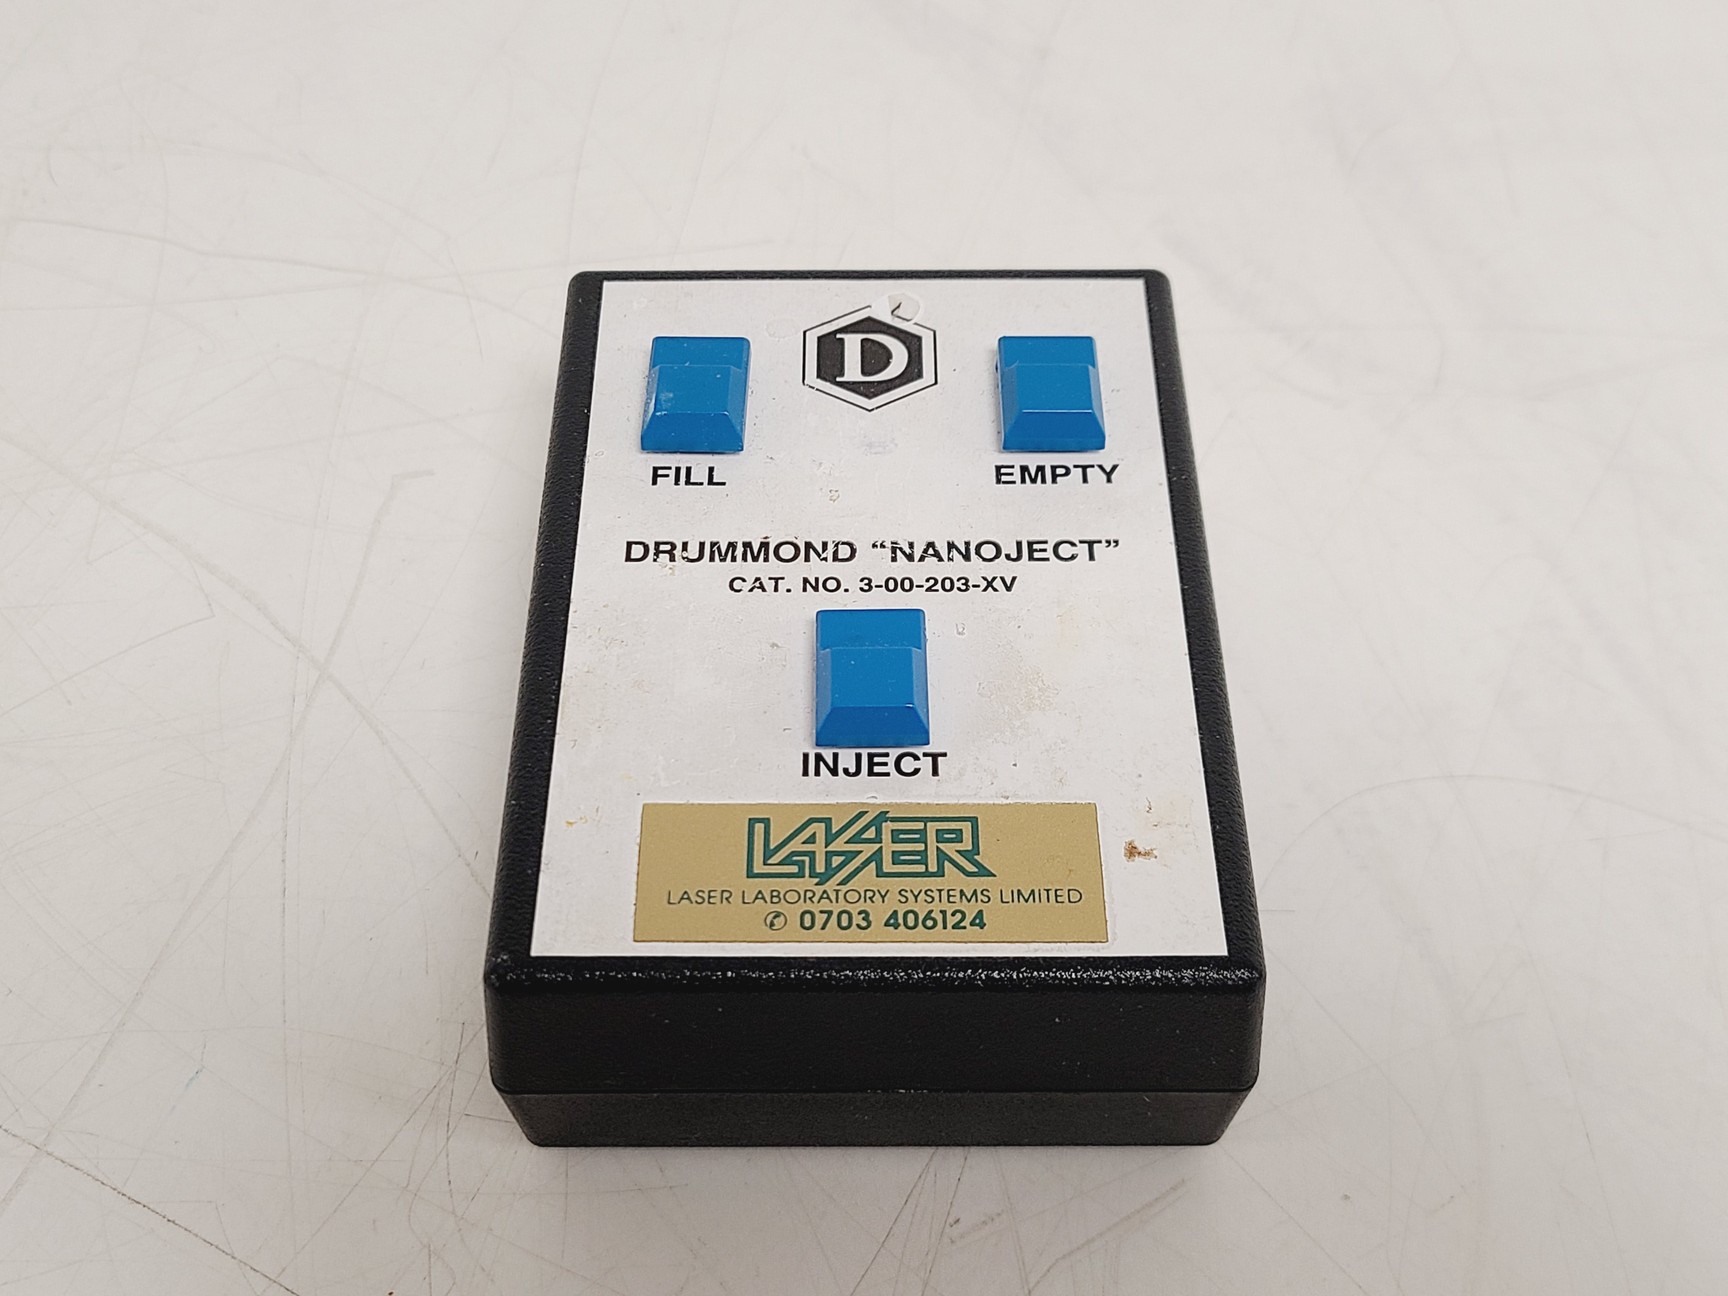 D
FILL
EMPTY
DRUMMOND “NANOJECT”
CAT. NO. 3-00-203-XV
INJECT
LASER
LASER LABORATORY SYSTEMS LIMITED
✆ 0703 406124